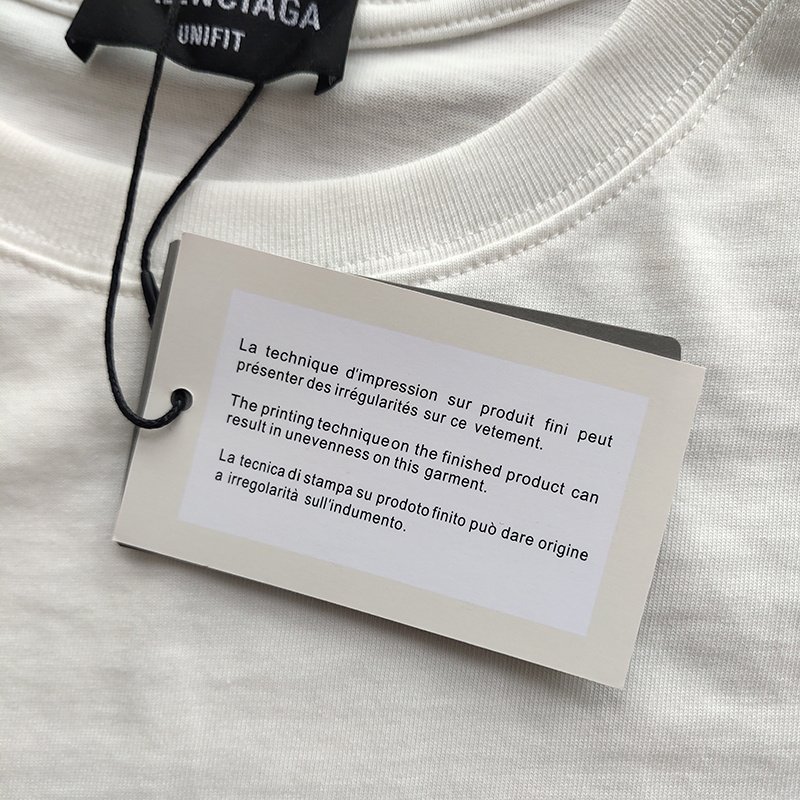 UNIFIT
La technique d'impression sur produit fini peut
présenter des irrégularités sur ce vetement.
The printing technique on the finished product can
result in unevenness on this garment.
La tecnica di stampa su prodoto finito può dare origine
a irregolarità sull'indumento.